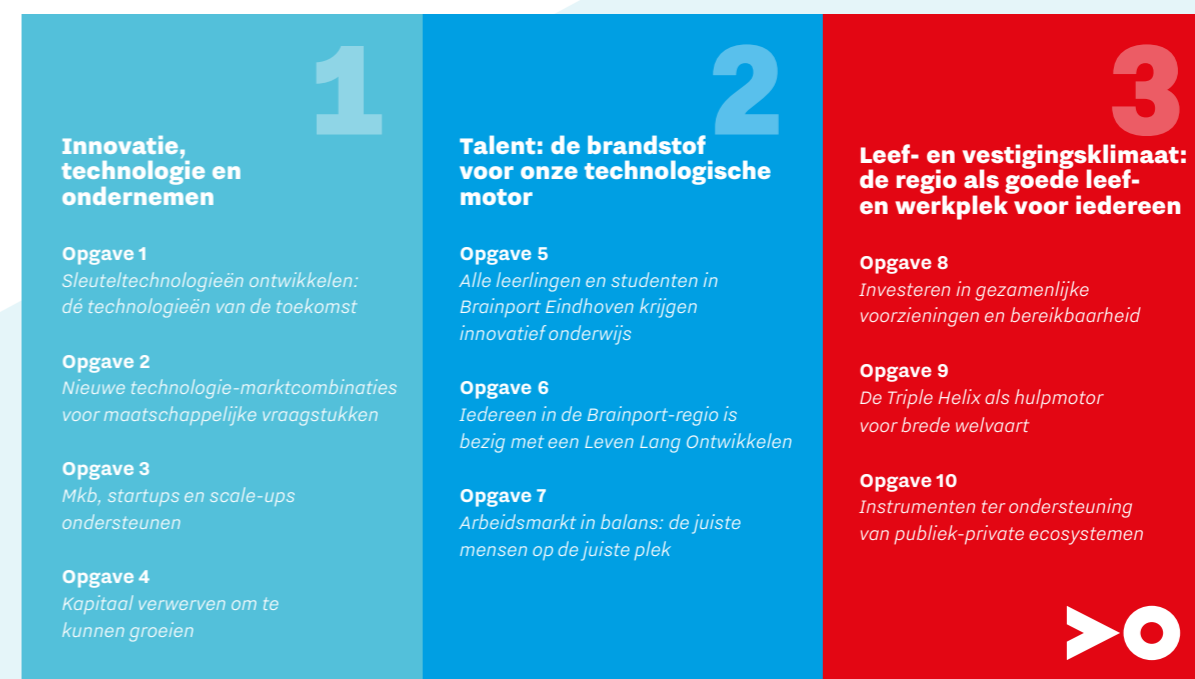 1
Innovatie,
technologie en
ondernemen
Opgave 1
Sleuteltechnologieën ontwikkelen:
dé technologieën van de toekomst
Opgave 2
Nieuwe technologie-marktcombinaties
voor maatschappelijke vraagstukken
Opgave 3
Mkb, startups en scale-ups
ondersteunen
Opgave 4
Kapitaal verwerven om te
kunnen groeien
2
Talent: de brandstof
voor onze technologische
motor
Opgave 5
Alle leerlingen en studenten in
Brainport Eindhoven krijgen
innovatief onderwijs
Opgave 6
Iedereen in de Brainport-regio is
bezig met een Leven Lang Ontwikkelen
Opgave 7
Arbeidsmarkt in balans: de juiste
mensen op de juiste plek
3
Leef- en vestigingsklimaat:
de regio als goede leef-
en werkplek voor iedereen
Opgave 8
Investeren in gezamenlijke
voorzieningen en bereikbaarheid
Opgave 9
De Triple Helix als hulpmotor
voor brede welvaart
Opgave 10
Instrumenten ter ondersteuning
van publiek-private ecosystemen